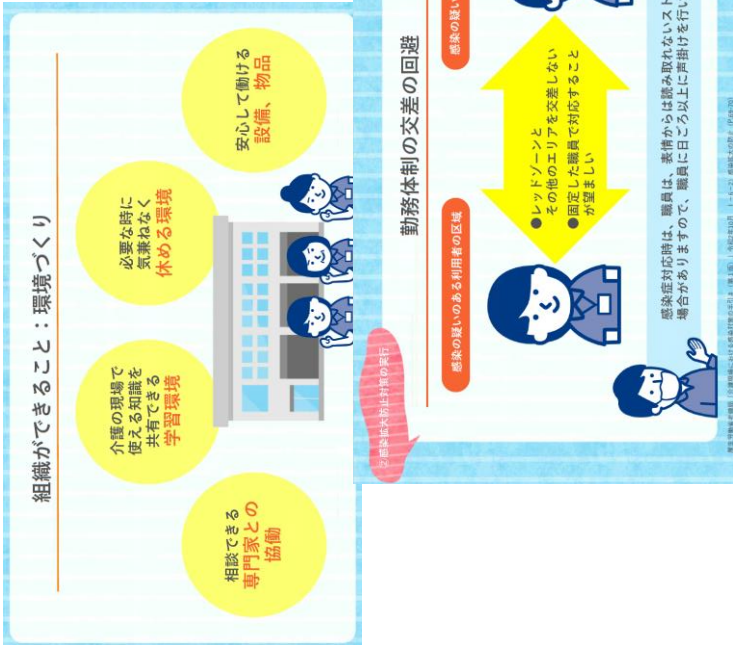 組織ができること：環境づくり
相談できる
専門家との
協働
介護の現場で
使える知識を
共有できる
学習環境
必要な時に
気兼ねなく
休める環境
安心して働ける
設備、物品
②感染拡大防止対策の実行
勤務体制の交差の回避
感染の疑いのある利用者の区域
●レッドゾーンと
その他のエリアを交差しない
●固定した職員で対応すること
が望ましい
感染の疑い
感染症対応時は、職員は、表情からは読み取れないスト
場合がありますので、職員に日ごろ以上に声掛けを行い